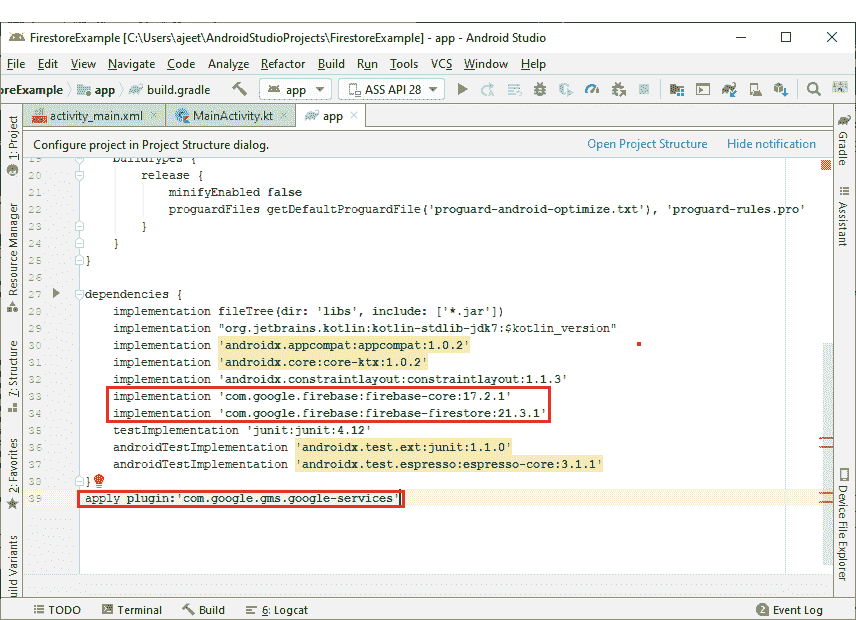 FirestoreExample [C:\Users\ajeet\AndroidStudioProjects\FirestoreExample] - app - Android Studio
File Edit View Navigate Code Analyze Refactor Build Run Tools VCS Window Help
oreExample app build.gradle app ASS API 28
activity_main.xml MainActivity.kt app
Configure project in Project Structure dialog. Open Project Structure Hide notification
19 buildTypes {
20 release {
21 minifyEnabled false
22 proguardFiles getDefaultProguardFile('proguard-android-optimize.txt'), 'proguard-rules.pro'
23 }
24 }
25 }
26
27 dependencies {
28 implementation fileTree(dir: 'libs', include: ['*.jar'])
29 implementation "org.jetbrains.kotlin:kotlin-stdlib-jdk7:$kotlin_version"
30 implementation 'androidx.appcompat:appcompat:1.0.2'
31 implementation 'androidx.core:core-ktx:1.0.2'
32 implementation 'androidx.constraintlayout:constraintlayout:1.1.3'
33 implementation 'com.google.firebase:firebase-core:17.2.1'
34 implementation 'com.google.firebase:firebase-firestore:21.3.1'
35 testImplementation 'junit:junit:4.12'
36 androidTestImplementation 'androidx.test.ext:junit:1.1.0'
37 androidTestImplementation 'androidx.test.espresso:espresso-core:3.1.1'
38 }
39 apply plugin:'com.google.gms.google-services'
1: Project
Resource Manager
7: Structure
2: Favorites
uild Variants
Gradle
Assistant
Device File Explorer
TODO Terminal Build 6: Logcat 2 Event Log